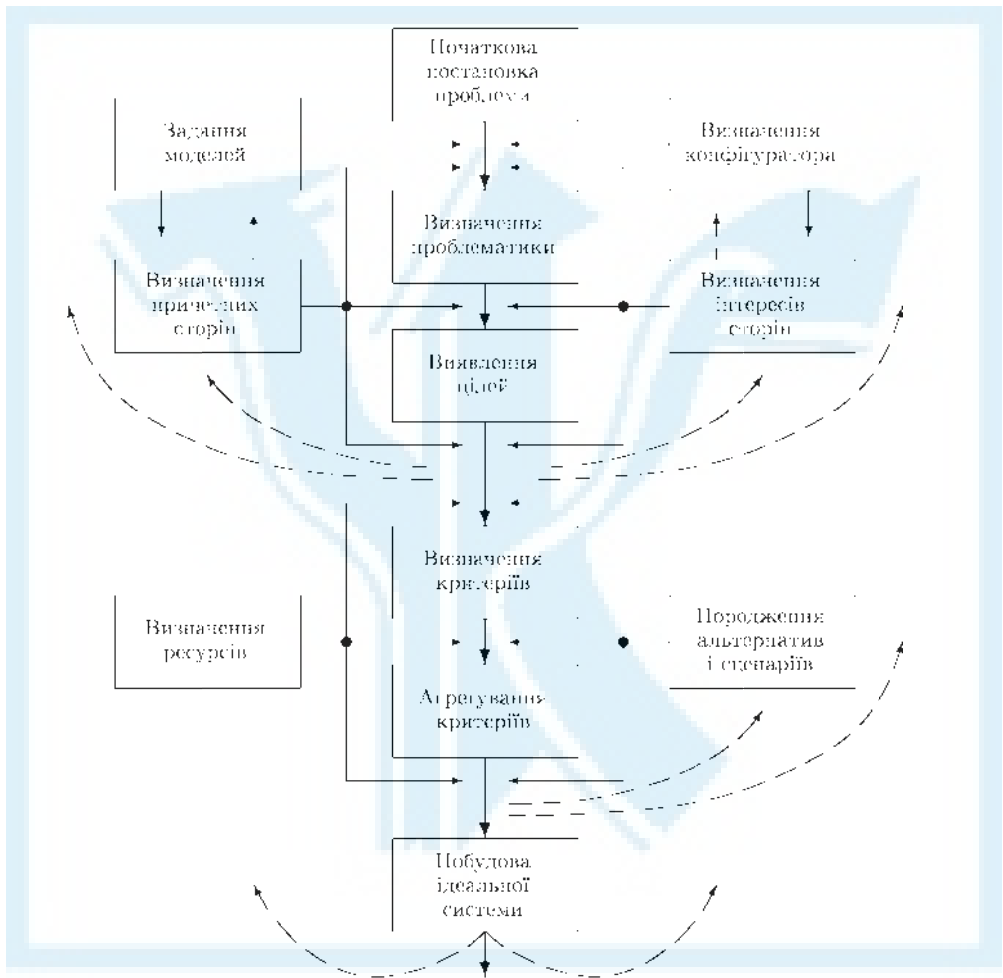 Початкова
постановка
проблеми
Задання
моделей
Визначення
конфігуратора
Визначення
проблематики
Визначення
причетних
сторін
Визначення
інтересів
сторін
Виявлення
цілей
Визначення
критеріїв
Визначення
ресурсів
Породження
альтернатив
і сценаріїв
Агрегування
критеріїв
Побудова
ідеальної
системи